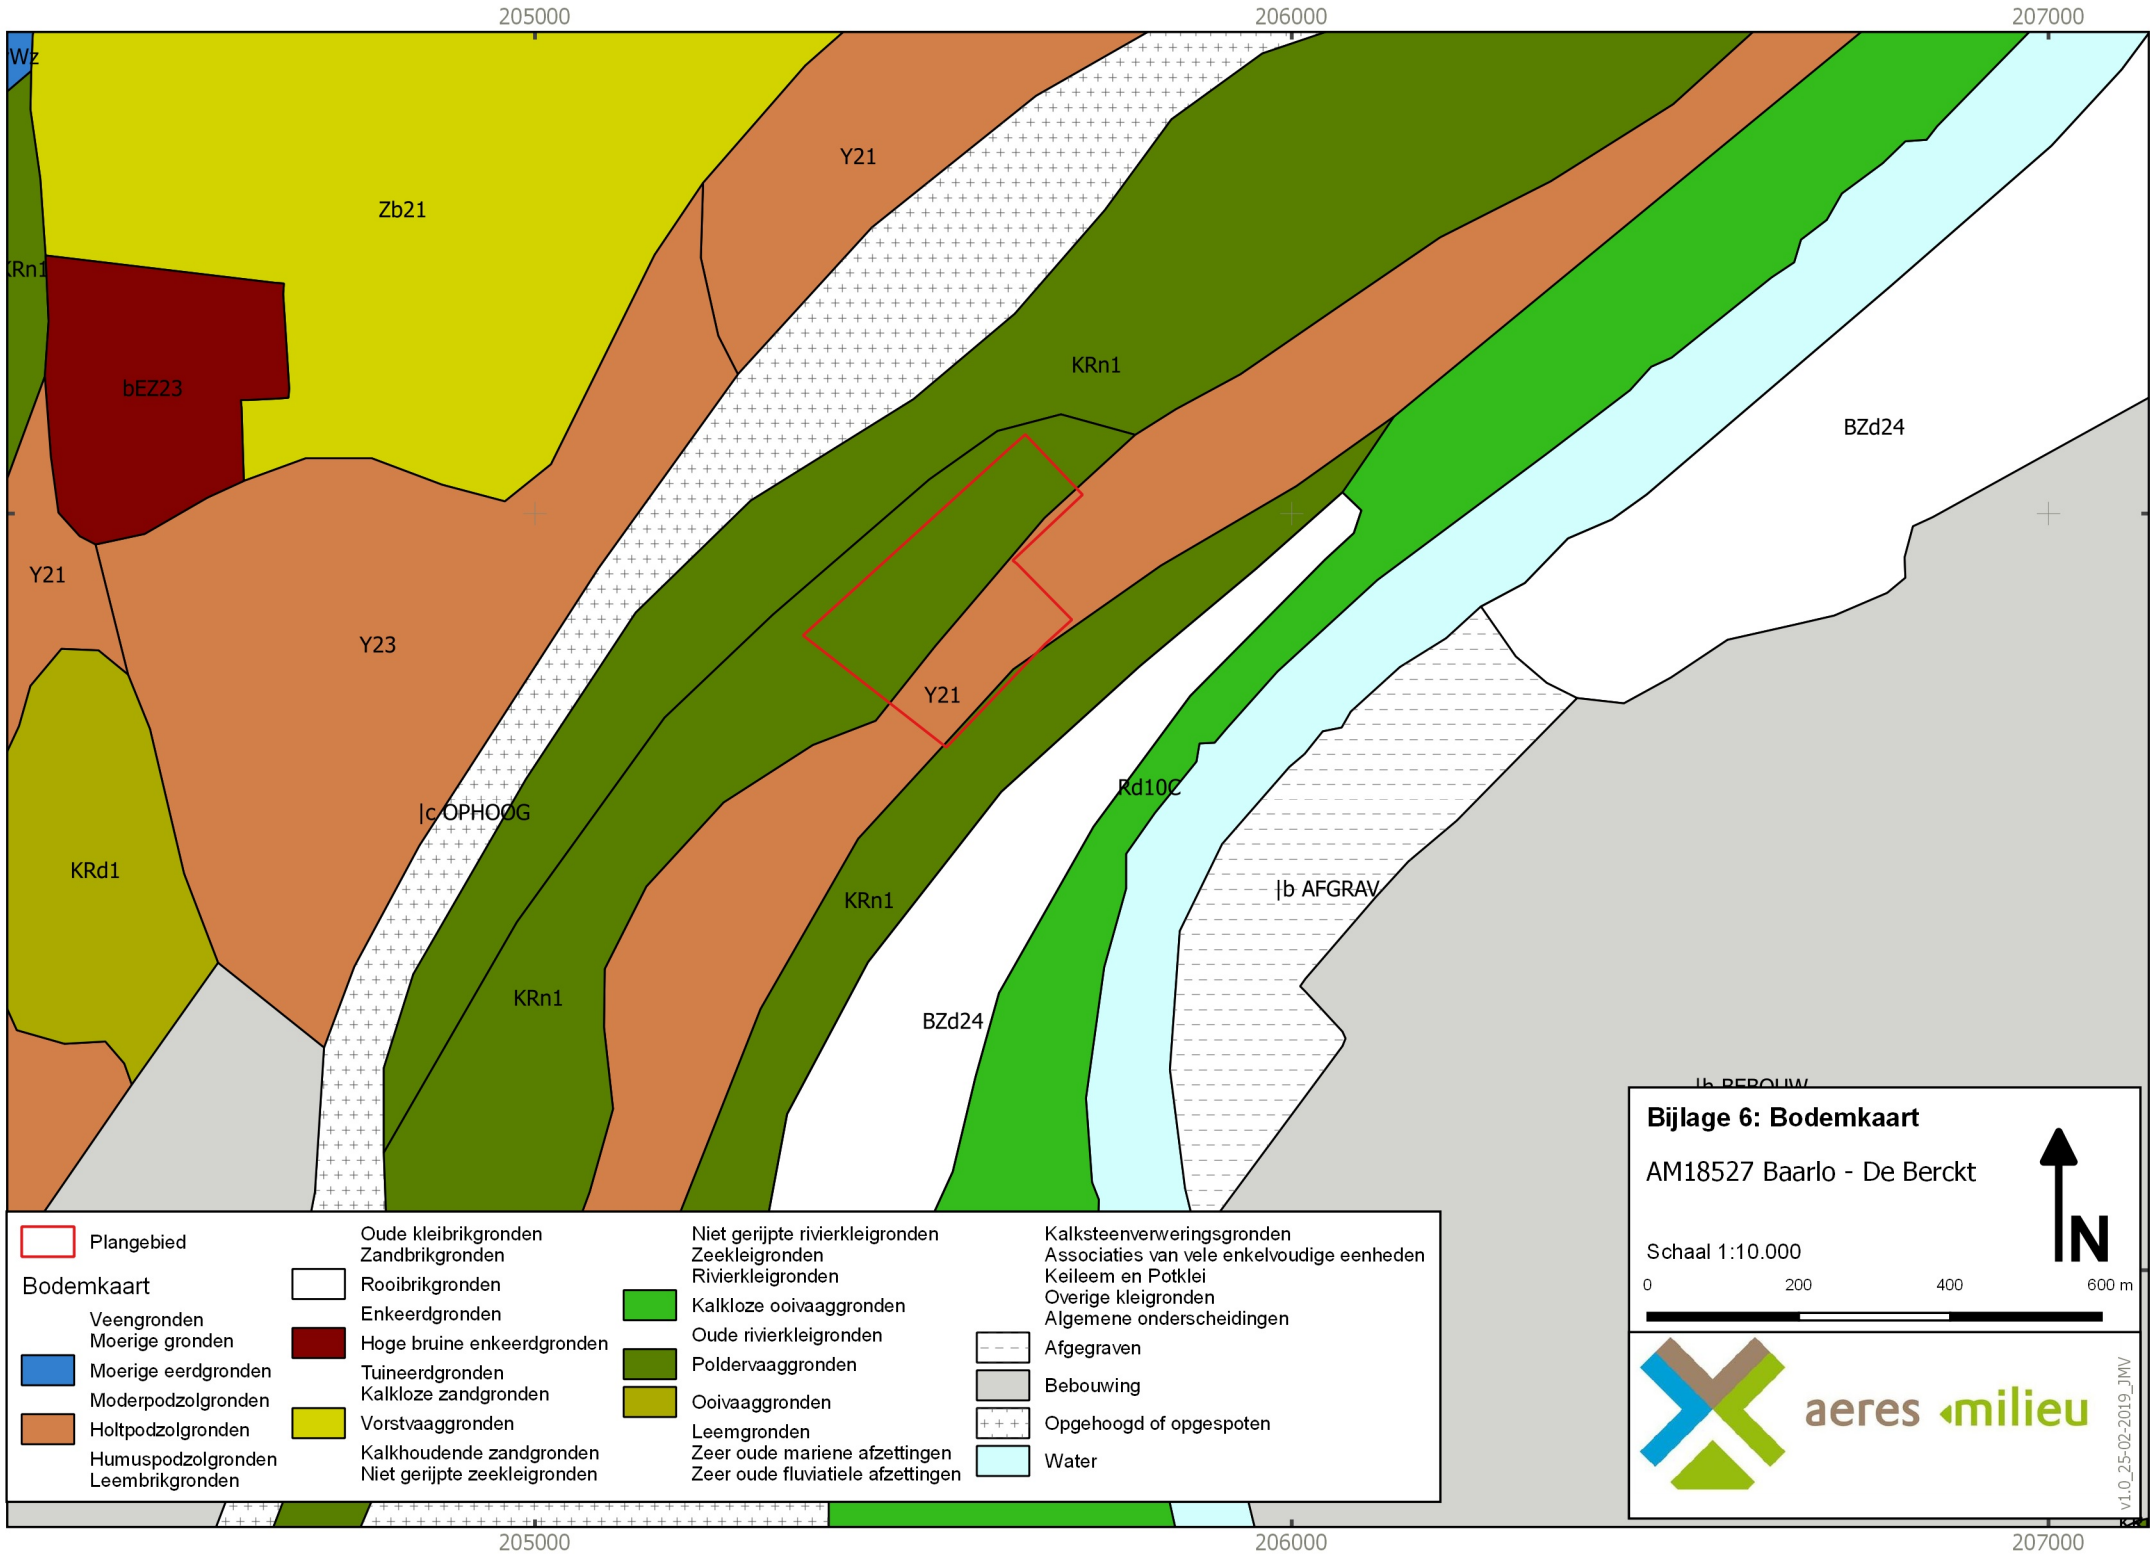 205000
206000
207000
Wz
Y21
Zb21
KRn1
KRn1
bEZ23
BZd24
Y21
Y23
Y21
Rd10C
|c OPHOOG
KRd1
|b AFGRAV
KRn1
KRn1
BZd24
|h BEBOUW
Bijlage 6: Bodemkaart
AM18527 Baarlo - De Berckt
N
Schaal 1:10.000
0 200 400 600 m
aeres milieu
v1.0_25-02-2019_JMV
Plangebied
Bodemkaart
Veengronden
Moerige gronden
Moerige eerdgronden
Moderpodzolgronden
Holtpodzolgronden
Humuspodzolgronden
Leembrikgronden
Oude kleibrikgronden
Zandbrikgronden
Rooibrikgronden
Enkeerdgronden
Hoge bruine enkeerdgronden
Tuineerdgronden
Kalkloze zandgronden
Vorstvaaggronden
Kalkhoudende zandgronden
Niet gerijpte zeekleigronden
Niet gerijpte rivierkleigronden
Zeekleigronden
Rivierkleigronden
Kalkloze ooivaaggronden
Oude rivierkleigronden
Poldervaaggronden
Ooivaaggronden
Leemgronden
Zeer oude mariene afzettingen
Zeer oude fluviatiele afzettingen
Kalksteenverweringsgronden
Associaties van vele enkelvoudige eenheden
Keileem en Potklei
Overige kleigronden
Algemene onderscheidingen
Afgegraven
Bebouwing
Opgehoogd of opgespoten
Water
205000
206000
207000